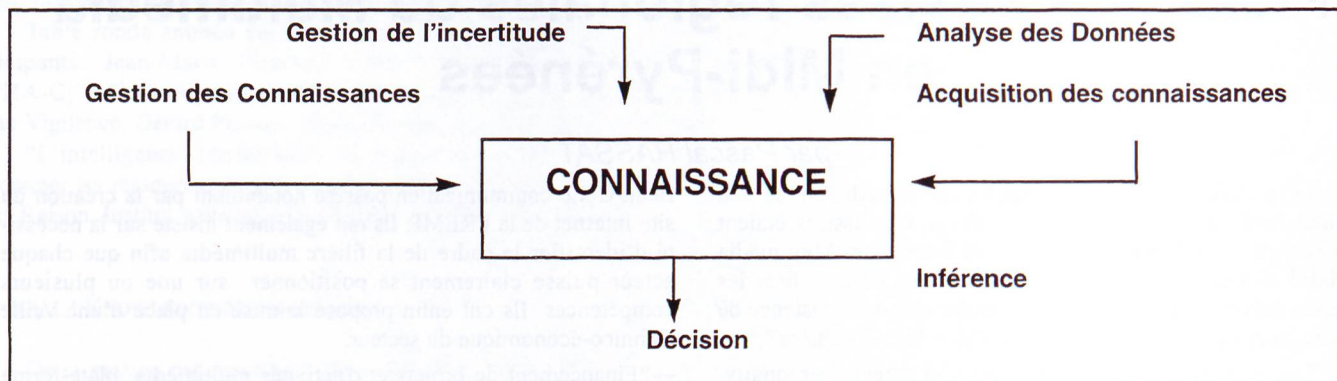 Gestion de l'incertitude
Analyse des Données
Gestion des Connaissances
Acquisition des connaissances
CONNAISSANCE
Inférence
Décision